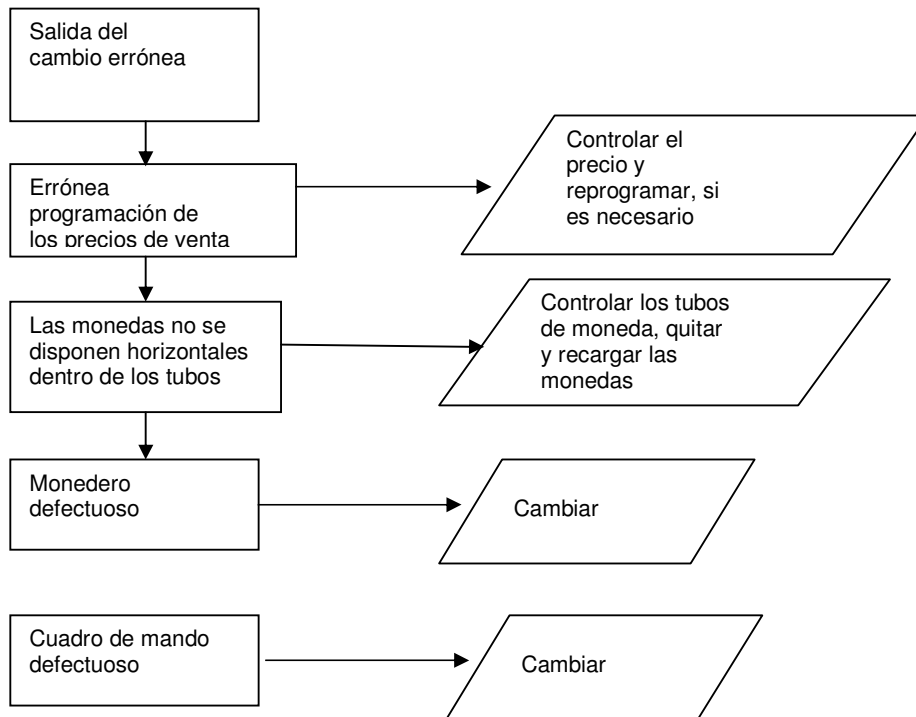 Salida del
cambio errónea
Errónea
programación de
los precios de venta
Controlar el
precio y
reprogramar, si
es necesario
Las monedas no se
disponen horizontales
dentro de los tubos
Controlar los tubos
de moneda, quitar
y recargar las
monedas
Monedero
defectuoso
Cambiar
Cuadro de mando
defectuoso
Cambiar